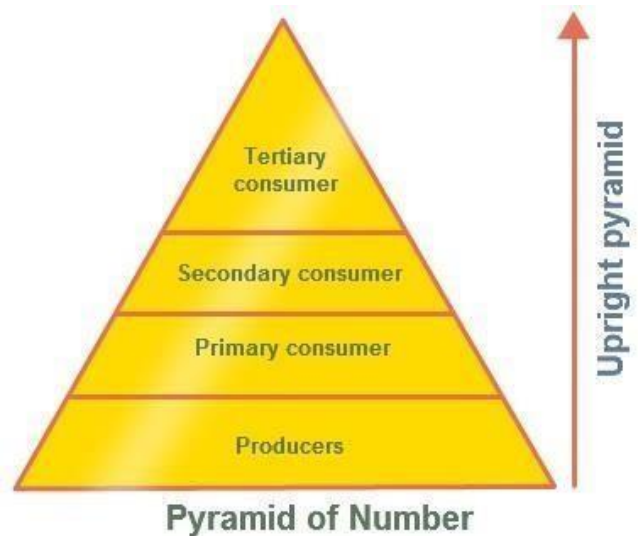 Tertiary
consumer
Secondary consumer
Primary consumer
Producers
Upright pyramid
Pyramid of Number